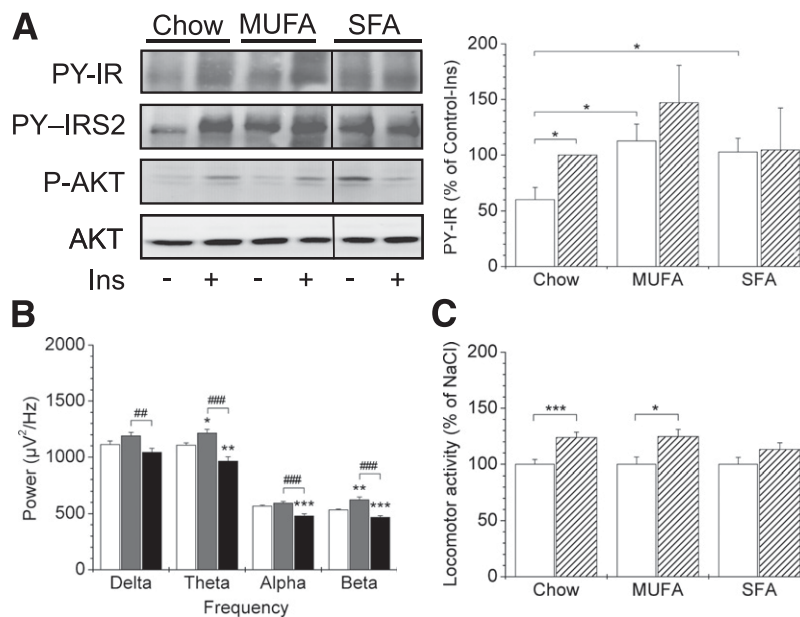 A
Chow MUFA SFA
PY-IR
PY–IRS2
P-AKT
AKT
Ins - + - + - +
PY-IR (% of Control-Ins)
200
150
100
50
0
*
*
*
Chow MUFA SFA
B
Power (µV²/Hz)
2000
1500
1000
500
0
##
###
* **
###
***
###
** ***
Delta Theta Alpha Beta
Frequency
C
Locomotor activity (% of NaCl)
200
150
100
50
0
*** *
Chow MUFA SFA